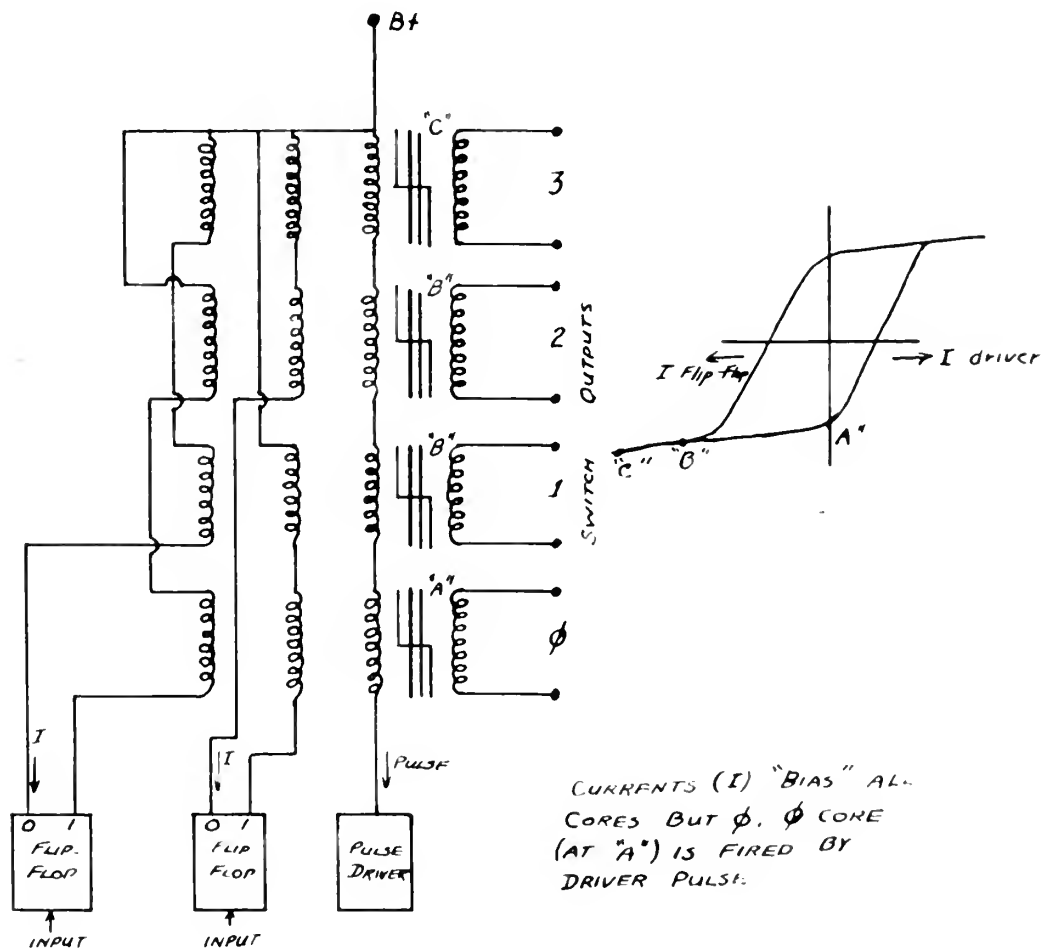 B+
"C"
3
"B"
2
"B"
1
"A"
φ
SWITCH OUTPUTS
I Flip Flop
I driver
A"
"B"
"C"
I
I
PULSE
0 1
FLIP-
FLOP
0 1
FLIP
FLOP
PULSE
DRIVER
INPUT
INPUT
CURRENTS (I) "BIAS" AL
CORES BUT φ. φ CORE
(AT "A") IS FIRED BY
DRIVER PULSE